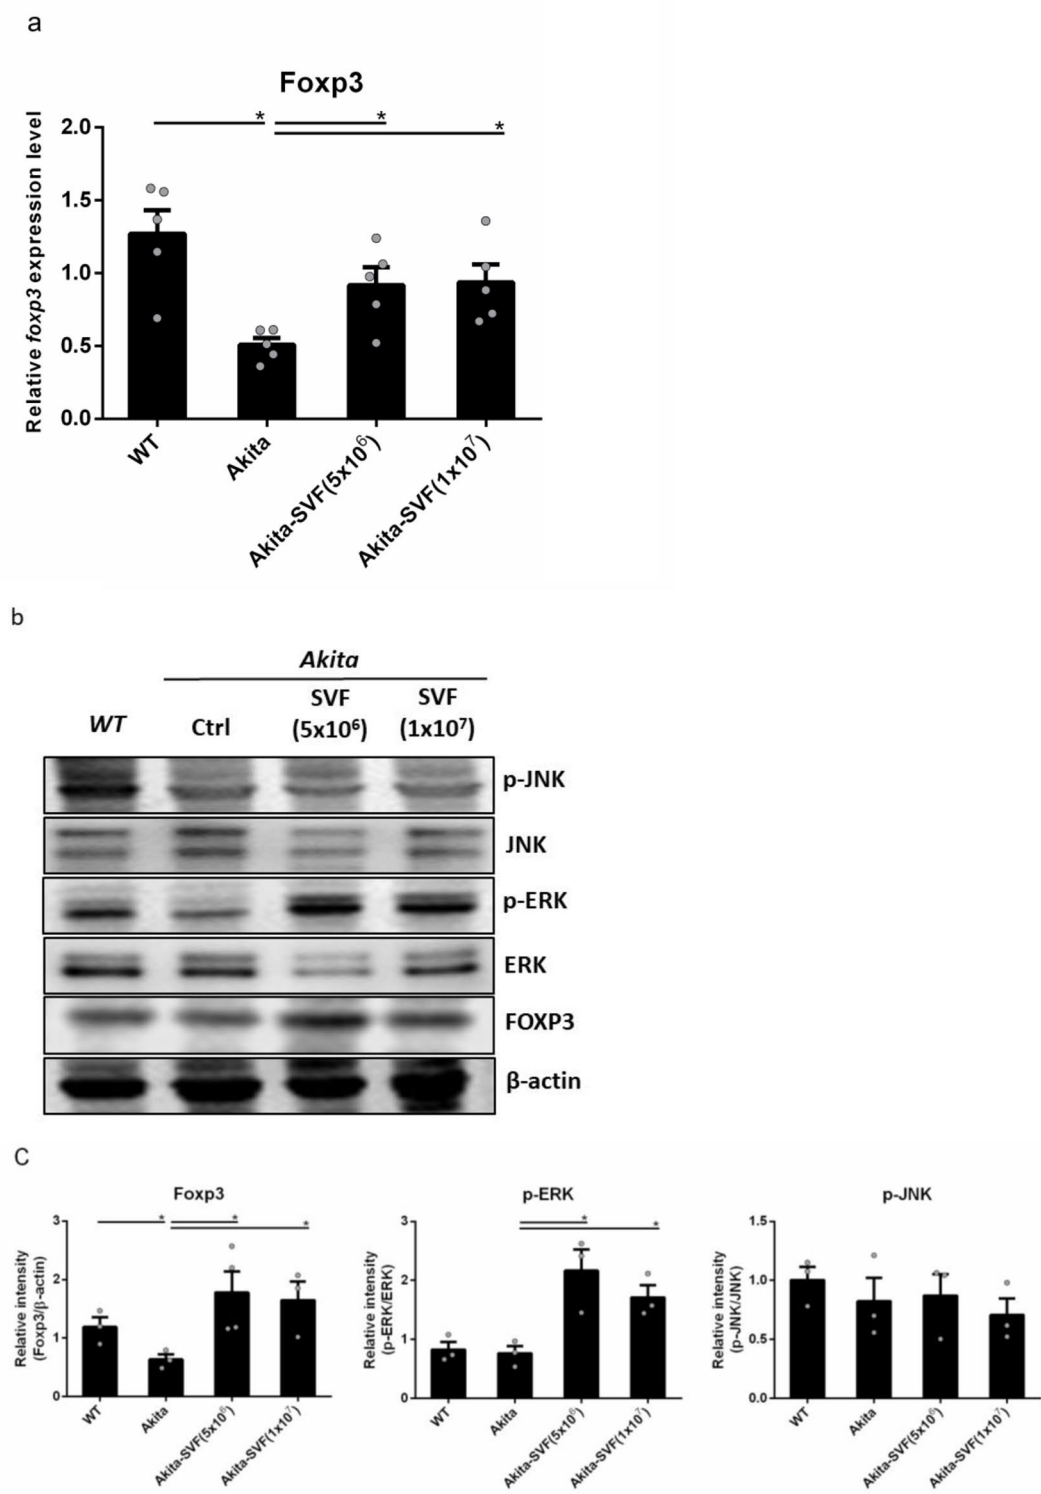 a
Foxp3
* * *
Relative foxp3 expression level
2.0
1.5
1.0
0.5
0.0
WT
Akita
Akita-SVF(5x10⁶)
Akita-SVF(1x10⁷)
b
Akita
WT
Ctrl
SVF
(5x10⁶)
SVF
(1x10⁷)
p-JNK
JNK
p-ERK
ERK
FOXP3
β-actin
C
Foxp3
* * *
Relative intensity
(Foxp3/β-actin)
3
2
1
0
WT
Akita
Akita-SVF(5x10⁶)
Akita-SVF(1x10⁷)
p-ERK
* *
Relative intensity
(p-ERK/ERK)
3
2
1
0
WT
Akita
Akita-SVF(5x10⁶)
Akita-SVF(1x10⁷)
p-JNK
Relative intensity
(p-JNK/JNK)
1.5
1.0
0.5
0.0
WT
Akita
Akita-SVF(5x10⁶)
Akita-SVF(1x10⁷)